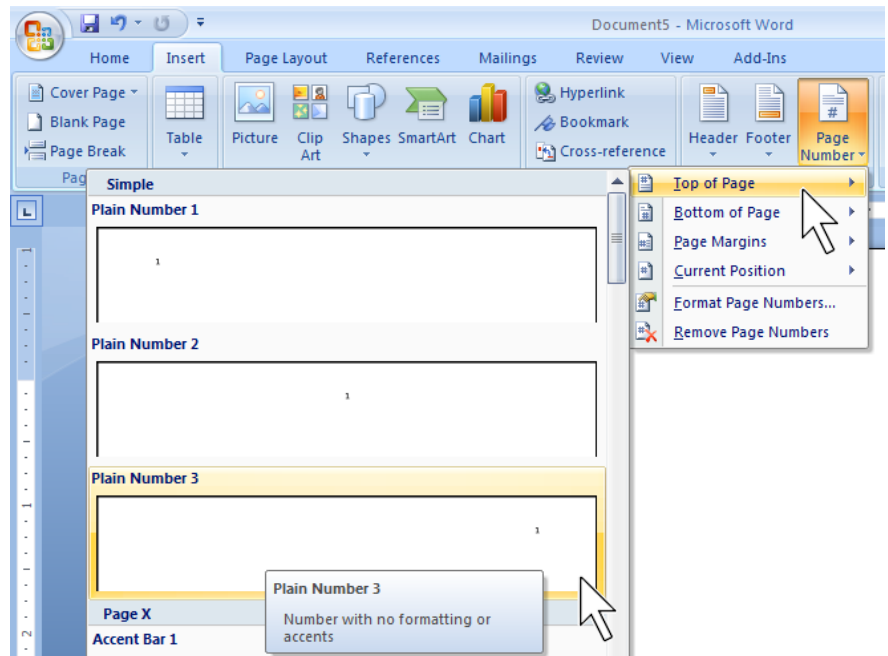 Document5 - Microsoft Word
Home Insert Page Layout References Mailings Review View Add-Ins
Cover Page
Blank Page
Page Break
Table
Picture
Clip
Art
Shapes
SmartArt
Chart
Hyperlink
Bookmark
Cross-reference
Header
Footer
#
Page
Number
Pag
L
Simple
Plain Number 1
1
Plain Number 2
1
Plain Number 3
1
Plain Number 3
Number with no formatting or
accents
Page X
Accent Bar 1
Top of Page
Bottom of Page
Page Margins
Current Position
Format Page Numbers...
Remove Page Numbers
1
1
2